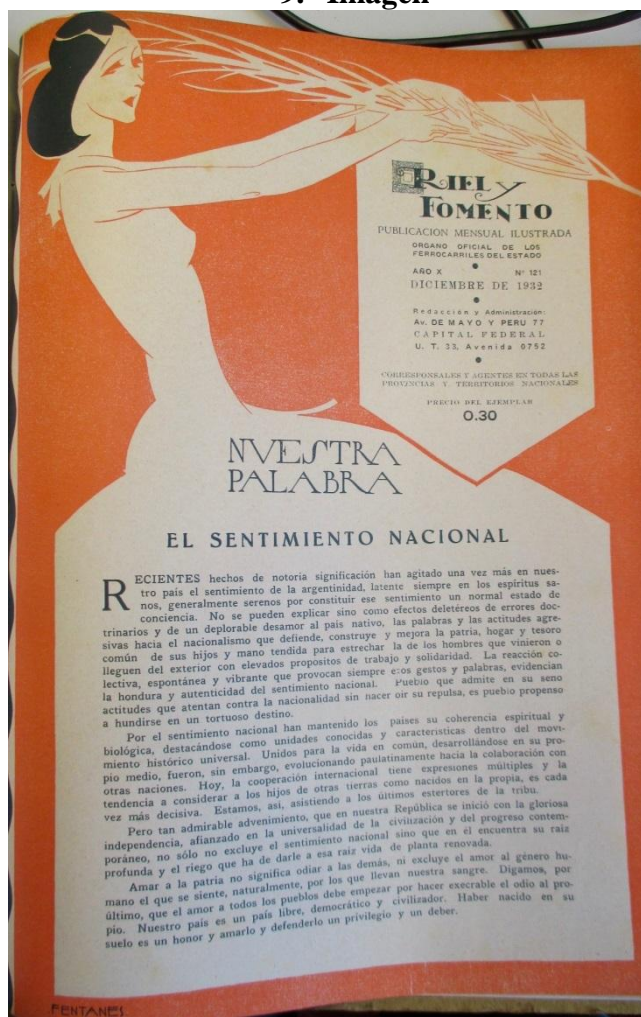 9. Imagen
RIEL Y
FOMENTO
PUBLICACION MENSUAL ILUSTRADA
ORGANO OFICIAL DE LOS
FERROCARRILES DEL ESTADO
AÑO X Nº 121
DICIEMBRE DE 1932
Redacción y Administración:
Av. DE MAYO Y PERU 77
CAPITAL FEDERAL
U. T. 33, Avenida 0752
CORRESPONSALES Y AGENTES EN TODAS LAS
PROVINCIAS Y TERRITORIOS NACIONALES
PRECIO DEL EJEMPLAR
0.30
NVESTRA
PALABRA
EL SENTIMIENTO NACIONAL
RECIENTES hechos de notoria significación han agitado una vez más en nues-
tro país el sentimiento de la argentinidad, latente siempre en los espíritus sa-
nos, generalmente serenos por constituir ese sentimiento un normal estado de
conciencia. No se pueden explicar sino como efectos deletéreos de errores doc-
trinarios y de un deplorable desamor al país nativo, las palabras y las actitudes agre-
sivas hacia el nacionalismo que defiende, construye y mejora la patria, hogar y tesoro
común de sus hijos y mano tendida para estrechar la de los hombres que vinieron o
lleguen del exterior con elevados propositos de trabajo y solidaridad. La reacción co-
lectiva, espontánea y vibrante que provocan siempre esos gestos y palabras, evidencian
la hondura y autenticidad del sentimiento nacional. Pueblo que admite en su seno
actitudes que atentan contra la nacionalidad sin hacer oir su repulsa, es pueblo propenso
a hundirse en un tortuoso destino.
Por el sentimiento nacional han mantenido los países su coherencia espiritual y
biológica, destacándose como unidades conocidas y características dentro del movi-
miento histórico universal. Unidos para la vida en común, desarrollándose en su pro-
pio medio, fueron, sin embargo, evolucionando paulatinamente hacia la colaboración con
otras naciones. Hoy, la cooperación internacional tiene expresiones múltiples y la
tendencia a considerar a los hijos de otras tierras como nacidos en la propia, es cada
vez más decisiva. Estamos, así, asistiendo a los últimos estertores de la tribu.
Pero tan admirable advenimiento, que en nuestra República se inició con la gloriosa
independencia, afianzado en la universalidad de la civilización y del progreso contem-
poráneo, no sólo no excluye el sentimiento nacional sino que en él encuentra su raíz
profunda y el riego que ha de darle a esa raíz vida de planta renovada.
Amar a la patria no significa odiar a las demás, ni excluye el amor al género hu-
mano el que se siente, naturalmente, por los que llevan nuestra sangre. Digamos, por
último, que el amor a todos los pueblos debe empezar por hacer execrable el odio al pro-
pio. Nuestro país es un país libre, democrático y civilizador. Haber nacido en su
suelo es un honor y amarlo y defenderlo un privilegio y un deber.
PENTANES